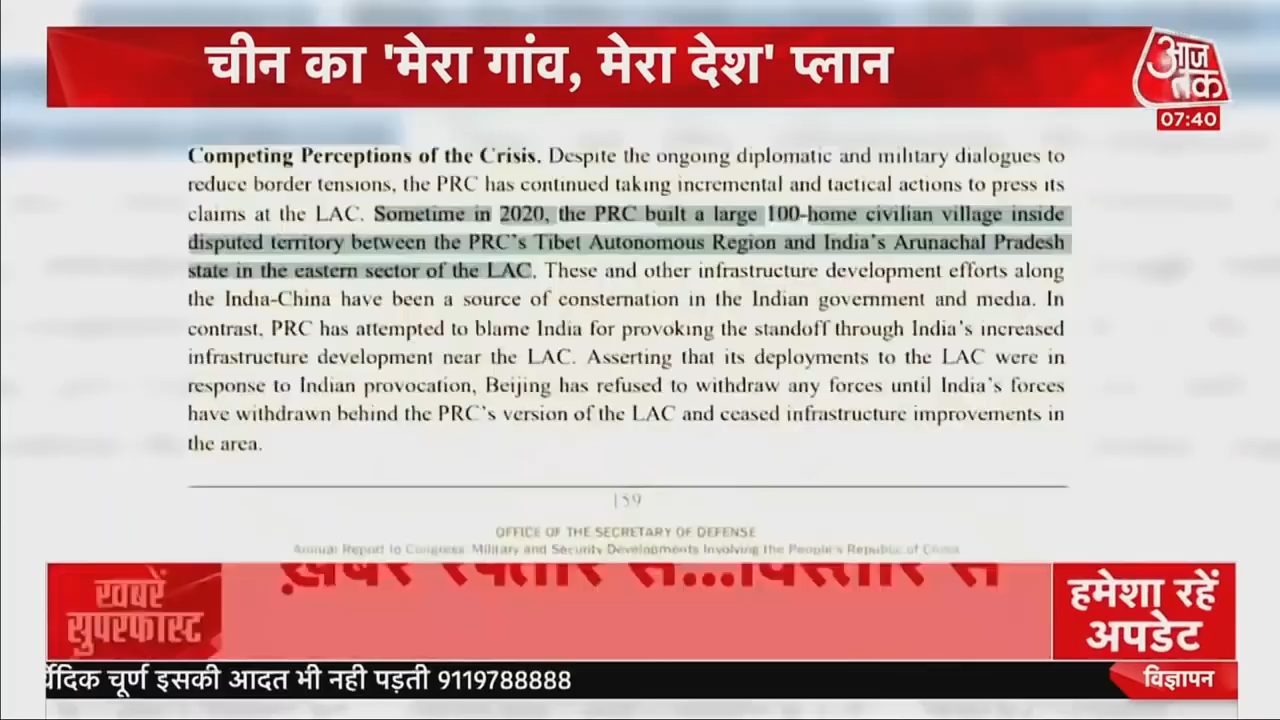 चीन का 'मेरा गांव, मेरा देश' प्लान
आज तक
07:40
Competing Perceptions of the Crisis. Despite the ongoing diplomatic and military dialogues to
reduce border tensions, the PRC has continued taking incremental and tactical actions to press its
claims at the LAC. Sometime in 2020, the PRC built a large 100-home civilian village inside
disputed territory between the PRC's Tibet Autonomous Region and India's Arunachal Pradesh
state in the eastern sector of the LAC. These and other infrastructure development efforts along
the India-China have been a source of consternation in the Indian government and media. In
contrast, PRC has attempted to blame India for provoking the standoff through India's increased
infrastructure development near the LAC. Asserting that its deployments to the LAC were in
response to Indian provocation, Beijing has refused to withdraw any forces until India's forces
have withdrawn behind the PRC's version of the LAC and ceased infrastructure improvements in
the area.
159
OFFICE OF THE SECRETARY OF DEFENSE
Annual Report to Congress: Military and Security Developments Involving the People's Republic of China
खबरें
सुपरफास्ट
हमेशा रहें
अपडेट
चूर्ण इसकी आदत भी नही पड़ती 9119788888
विज्ञापन